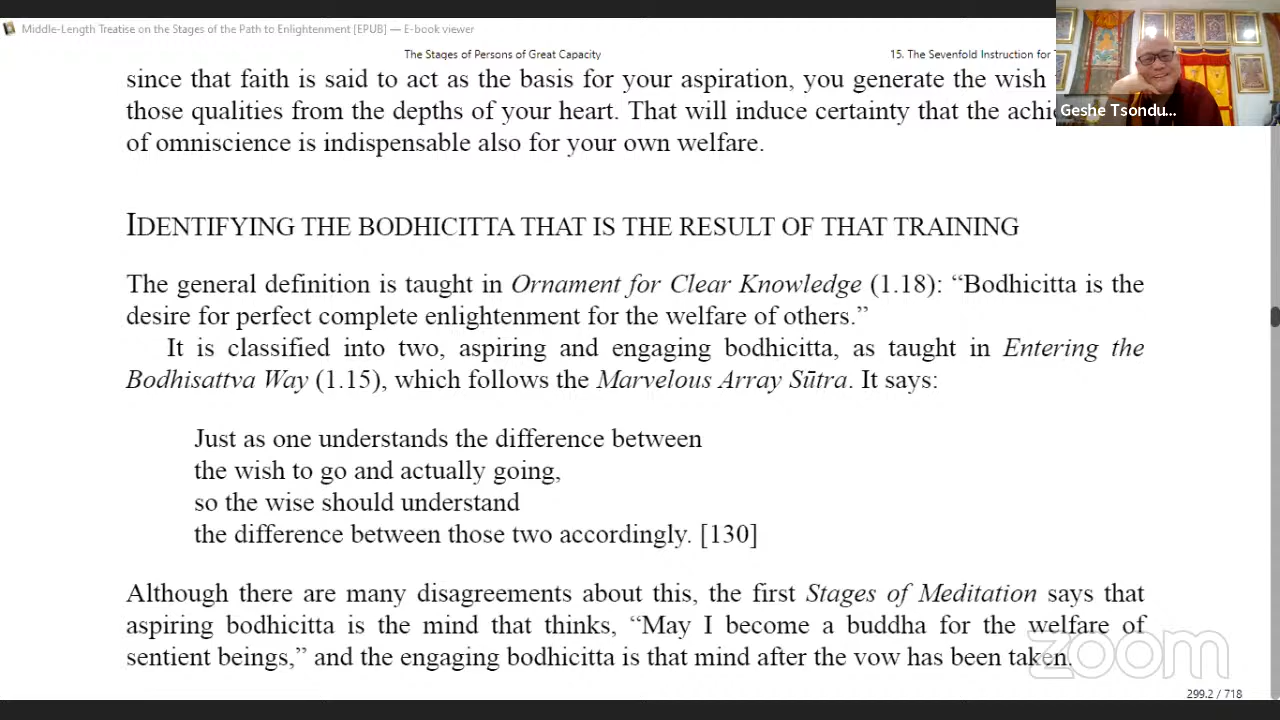 Middle-Length Treatise on the Stages of the Path to Enlightenment [EPUB] — E-book viewer
The Stages of Persons of Great Capacity
15. The Sevenfold Instruction for
since that faith is said to act as the basis for your aspiration, you generate the wish
those qualities from the depths of your heart. That will induce certainty that the
of omniscience is indispensable also for your own welfare.
Geshe Tsondu...
IDENTIFYING THE BODHICITTA THAT IS THE RESULT OF THAT TRAINING
The general definition is taught in Ornament for Clear Knowledge (1.18): “Bodhicitta is the
desire for perfect complete enlightenment for the welfare of others.”
It is classified into two, aspiring and engaging bodhicitta, as taught in Entering the
Bodhisattva Way (1.15), which follows the Marvelous Array Sūtra. It says:
Just as one understands the difference between
the wish to go and actually going,
so the wise should understand
the difference between those two accordingly. [130]
Although there are many disagreements about this, the first Stages of Meditation says that
aspiring bodhicitta is the mind that thinks, “May I become a buddha for the welfare of
sentient beings,” and the engaging bodhicitta is that mind after the vow has been taken.
zoom
299.2 / 718